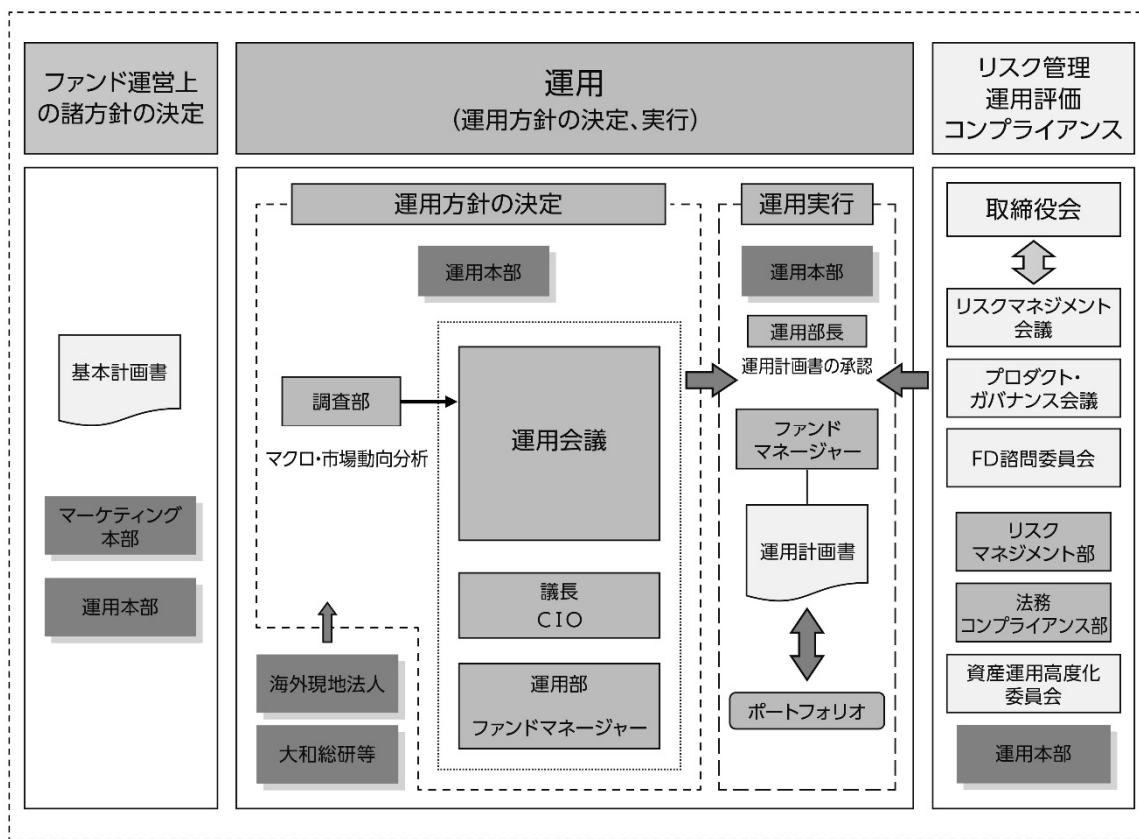 ファンド運営上
の諸方針の決定
運用
(運用方針の決定、実行)
リスク管理
運用評価
コンプライアンス
基本計画書
マーケティング
本部
運用本部
運用方針の決定
運用本部
調査部
マクロ・市場動向分析
運用会議
議長
CIO
運用部
ファンドマネージャー
海外現地法人
大和総研等
運用実行
運用本部
運用部長
運用計画書の承認
ファンド
マネージャー
運用計画書
ポートフォリオ
取締役会
リスクマネジメント
会議
プロダクト・
ガバナンス会議
FD諮問委員会
リスク
マネジメント部
法務
コンプライアンス部
資産運用高度化
委員会
運用本部